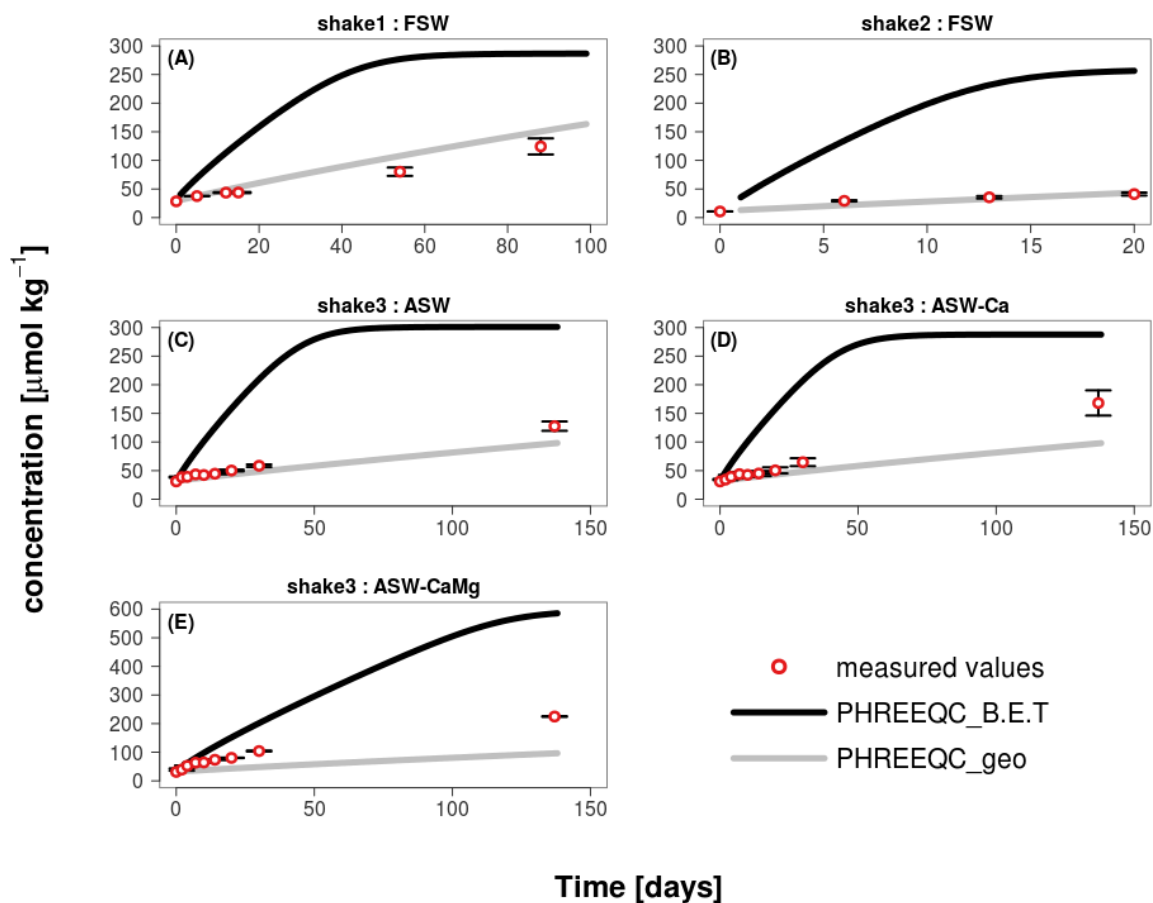 shake1 : FSW
(A)
300
250
200
150
100
50
0
0 20 40 60 80 100
shake2 : FSW
(B)
300
250
200
150
100
50
0
0 5 10 15 20
shake3 : ASW
(C)
300
250
200
150
100
50
0
0 50 100 150
shake3 : ASW-Ca
(D)
300
250
200
150
100
50
0
0 50 100 150
shake3 : ASW-CaMg
(E)
600
500
400
300
200
100
0
0 50 100 150
measured values
PHREEQC_B.E.T
PHREEQC_geo
concentration [μmol kg⁻¹]
Time [days]